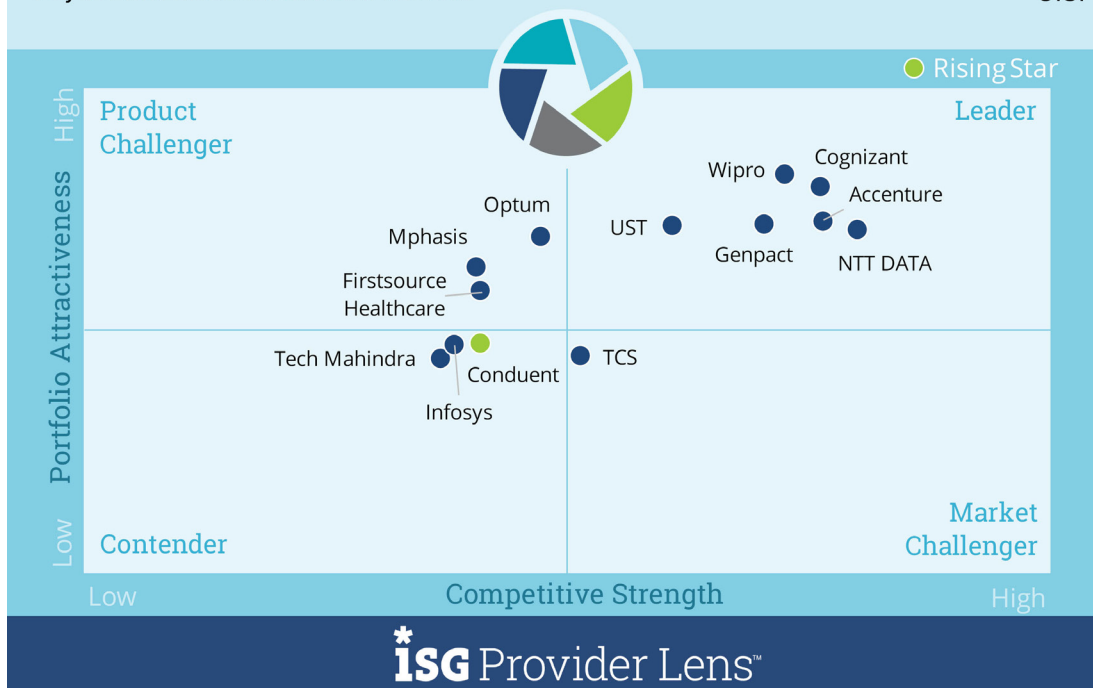 Rising Star
High
Product
Challenger
Leader
Wipro
Cognizant
Accenture
Optum
UST
Mphasis
Genpact
NTT DATA
Firstsource
Healthcare
Portfolio Attractiveness
Tech Mahindra
Conduent
TCS
Infosys
Low
Contender
Market
Challenger
Low
Competitive Strength
High
*isG Provider Lens™